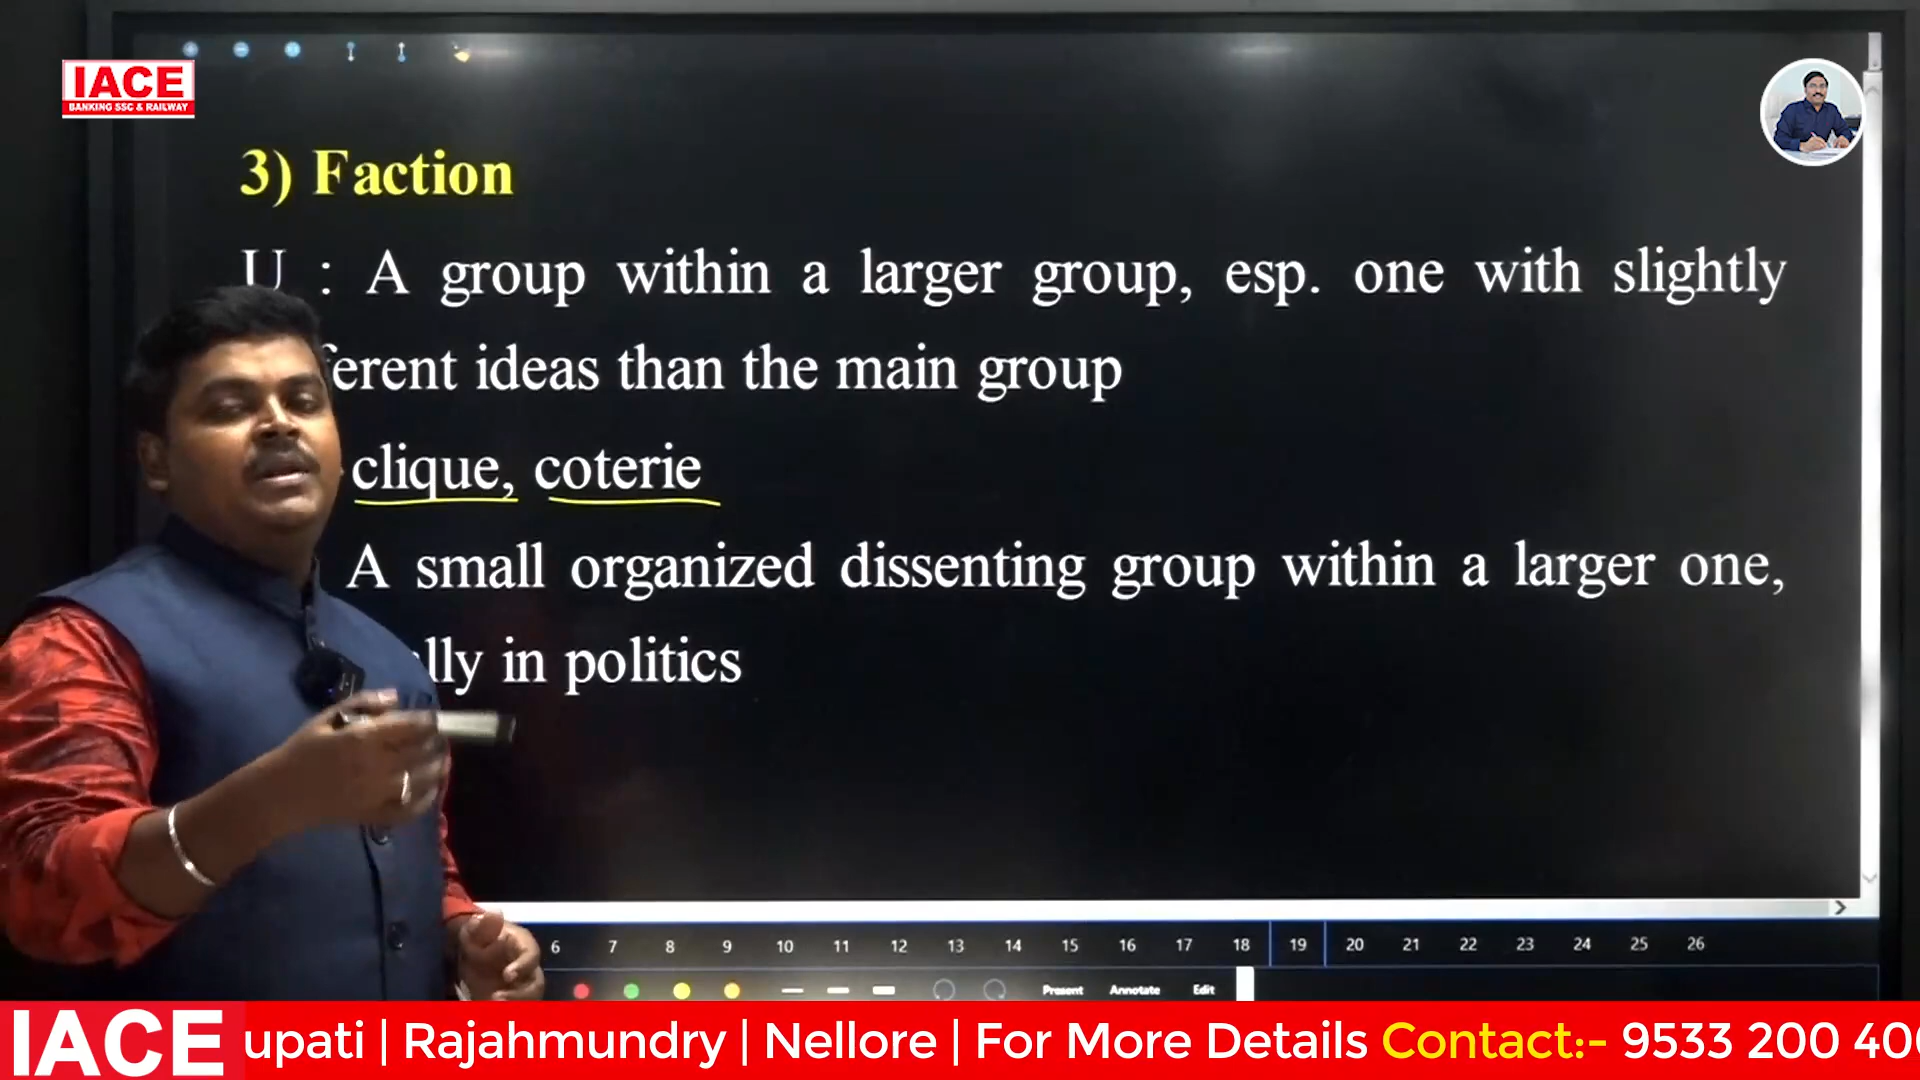 IACE
BANKING SSC & RAILWAY
3) Faction
U : A group within a larger group, esp. one with slightly
ferent ideas than the main group
clique, coterie
A small organized dissenting group within a larger one,
lly in politics
6 7 8 9 10 11 12 13 14 15 16 17 18 19 20 21 22 23 24 25 26
Present Annotate Edit
IACE upati | Rajahmundry | Nellore | For More Details Contact:- 9533 200 40